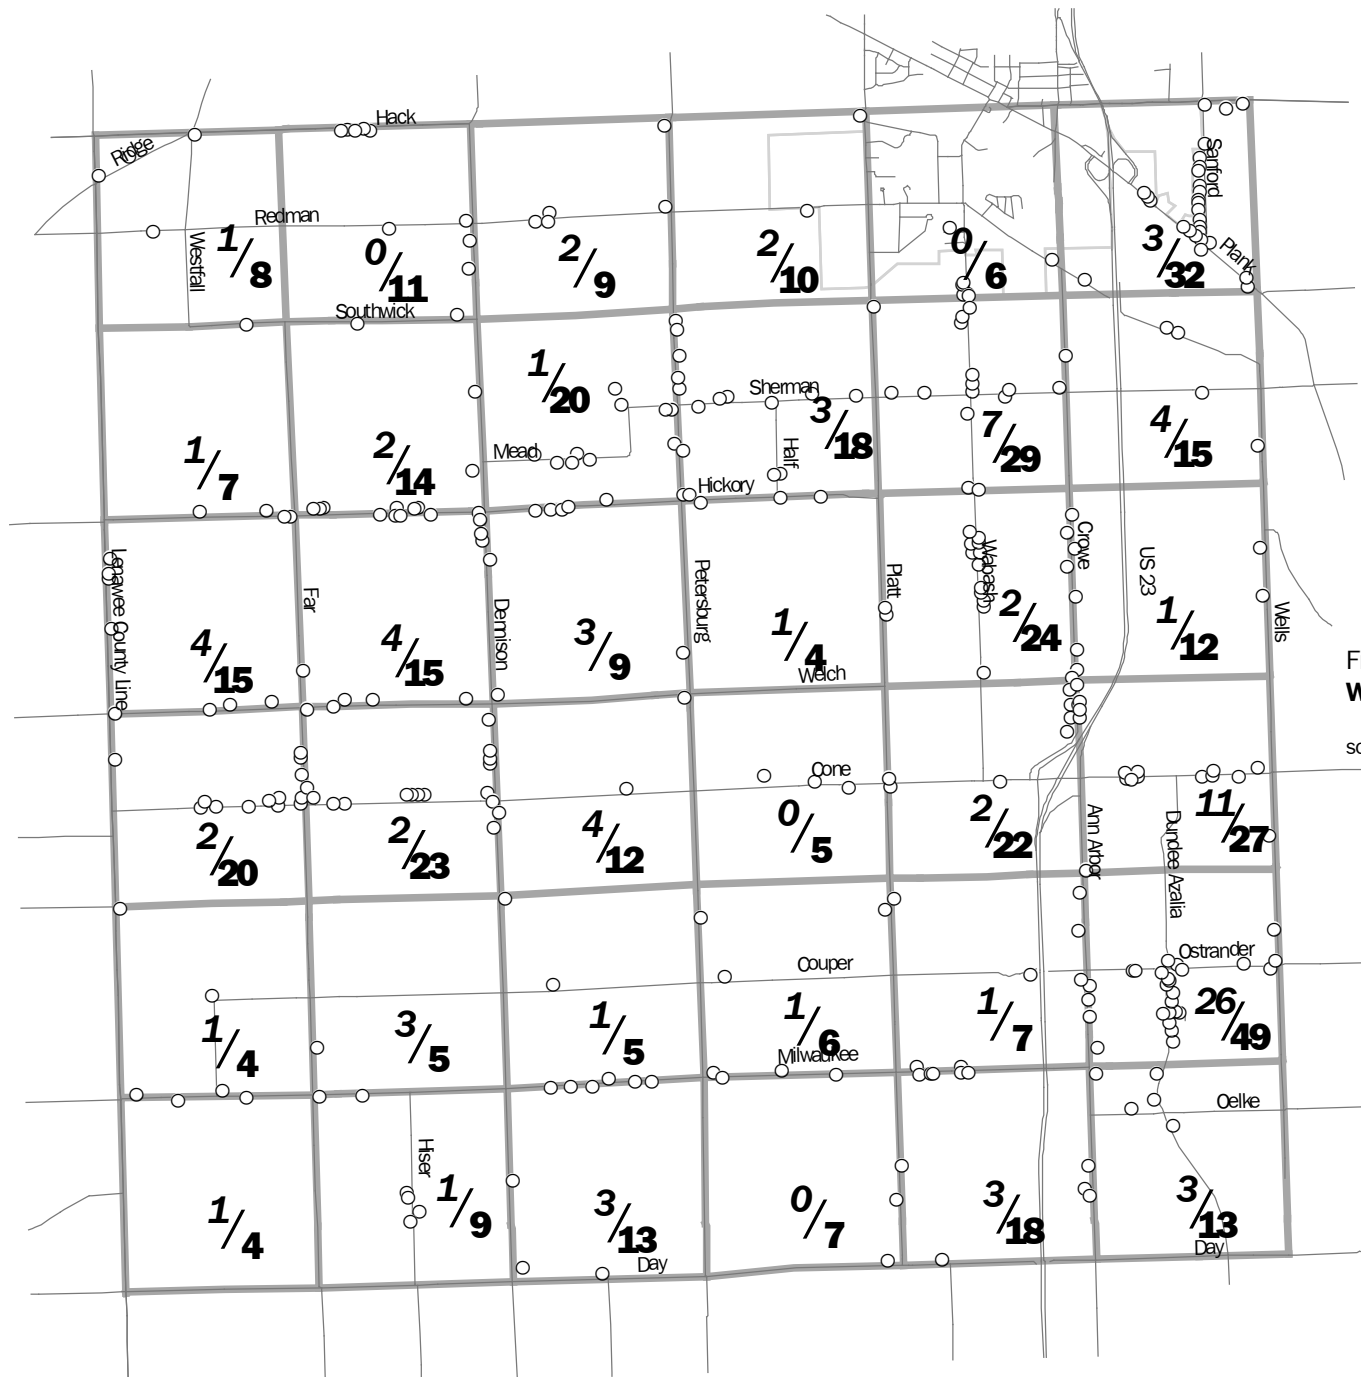 Hack
Ridge
Sanford
Redman
Westfall
1/8
0/11
2/9
2/10
0/6
3/32
Plank
Southwick
1/20
Sherman
3/18
7/29
4/15
1/7
2/14
Mead
Half
Hickory
Lenawee County Line
Far
Dennison
Petersburg
Platt
Wabash
Crowe
US 23
Wells
4/15
4/15
3/9
1/4
2/24
1/12
Welch
Cone
2/20
2/23
4/12
0/5
2/22
Ann Arbor
Dundee Azalia
11/27
Couper
Ostrander
1/4
3/5
1/5
1/6
1/7
26/49
Milwaukee
Oelke
Hiser
1/4
1/9
3/13
0/7
3/18
3/13
Day
Day